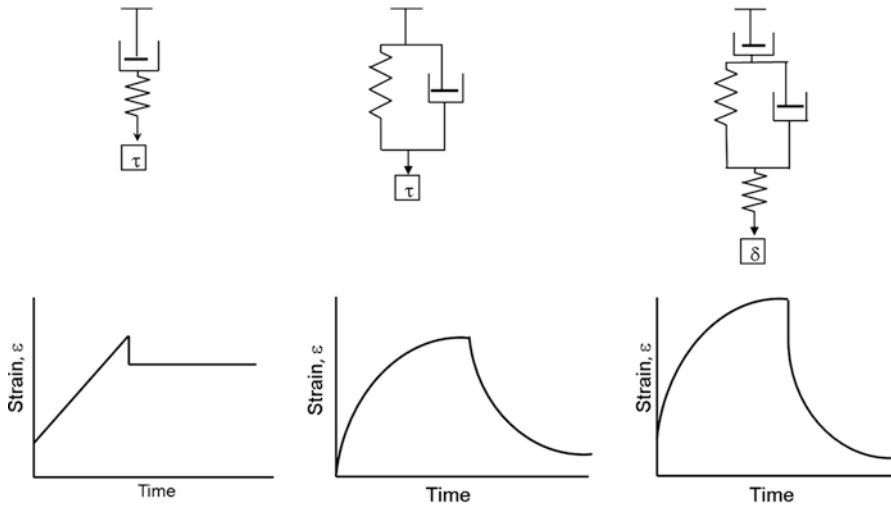 τ
τ
δ
Strain, ε
Time
Strain, ε
Time
Strain, ε
Time